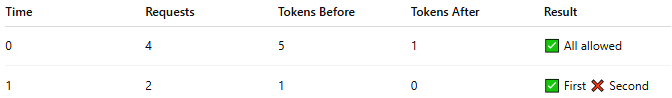 Time Requests Tokens Before Tokens After Result
0 4 5 1 ✅ All allowed
1 2 1 0 ✅ First ❌ Second